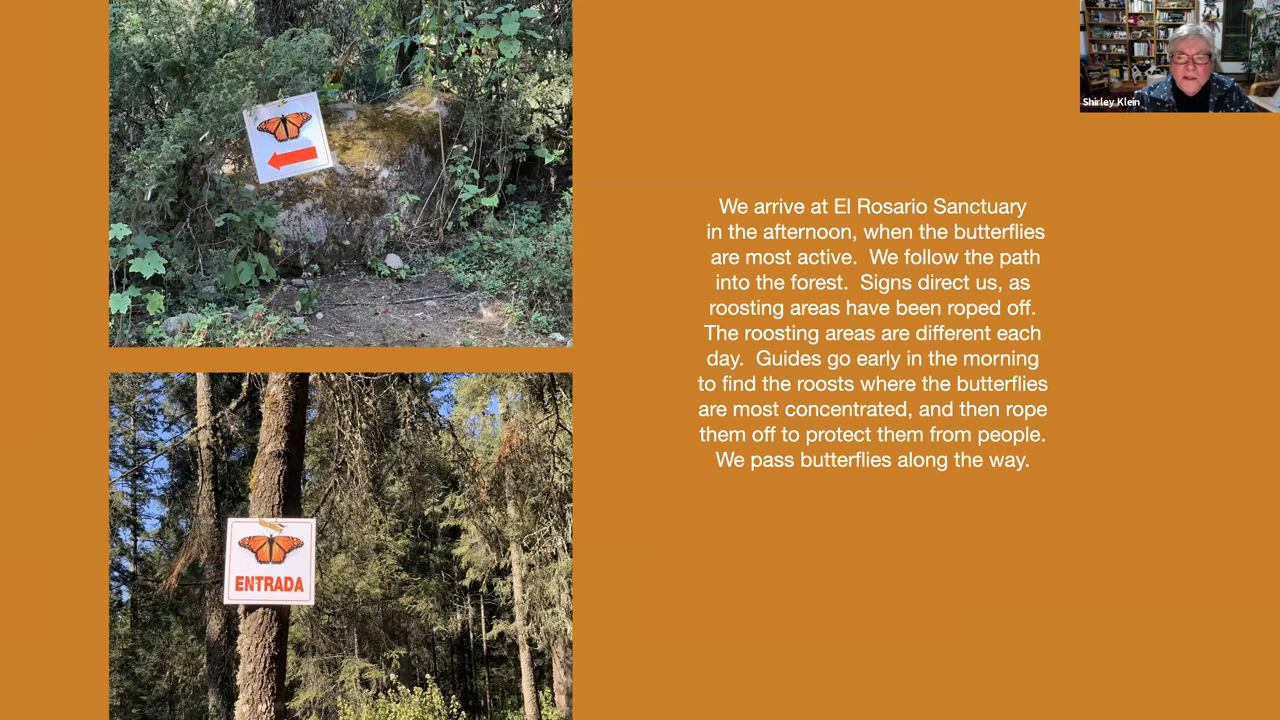 Shirley Klein
We arrive at El Rosario Sanctuary
in the afternoon, when the butterflies
are most active.  We follow the path
into the forest.  Signs direct us, as
roosting areas have been roped off.
The roosting areas are different each
day.  Guides go early in the morning
to find the roosts where the butterflies
are most concentrated, and then rope
them off to protect them from people.
We pass butterflies along the way.
ENTRADA